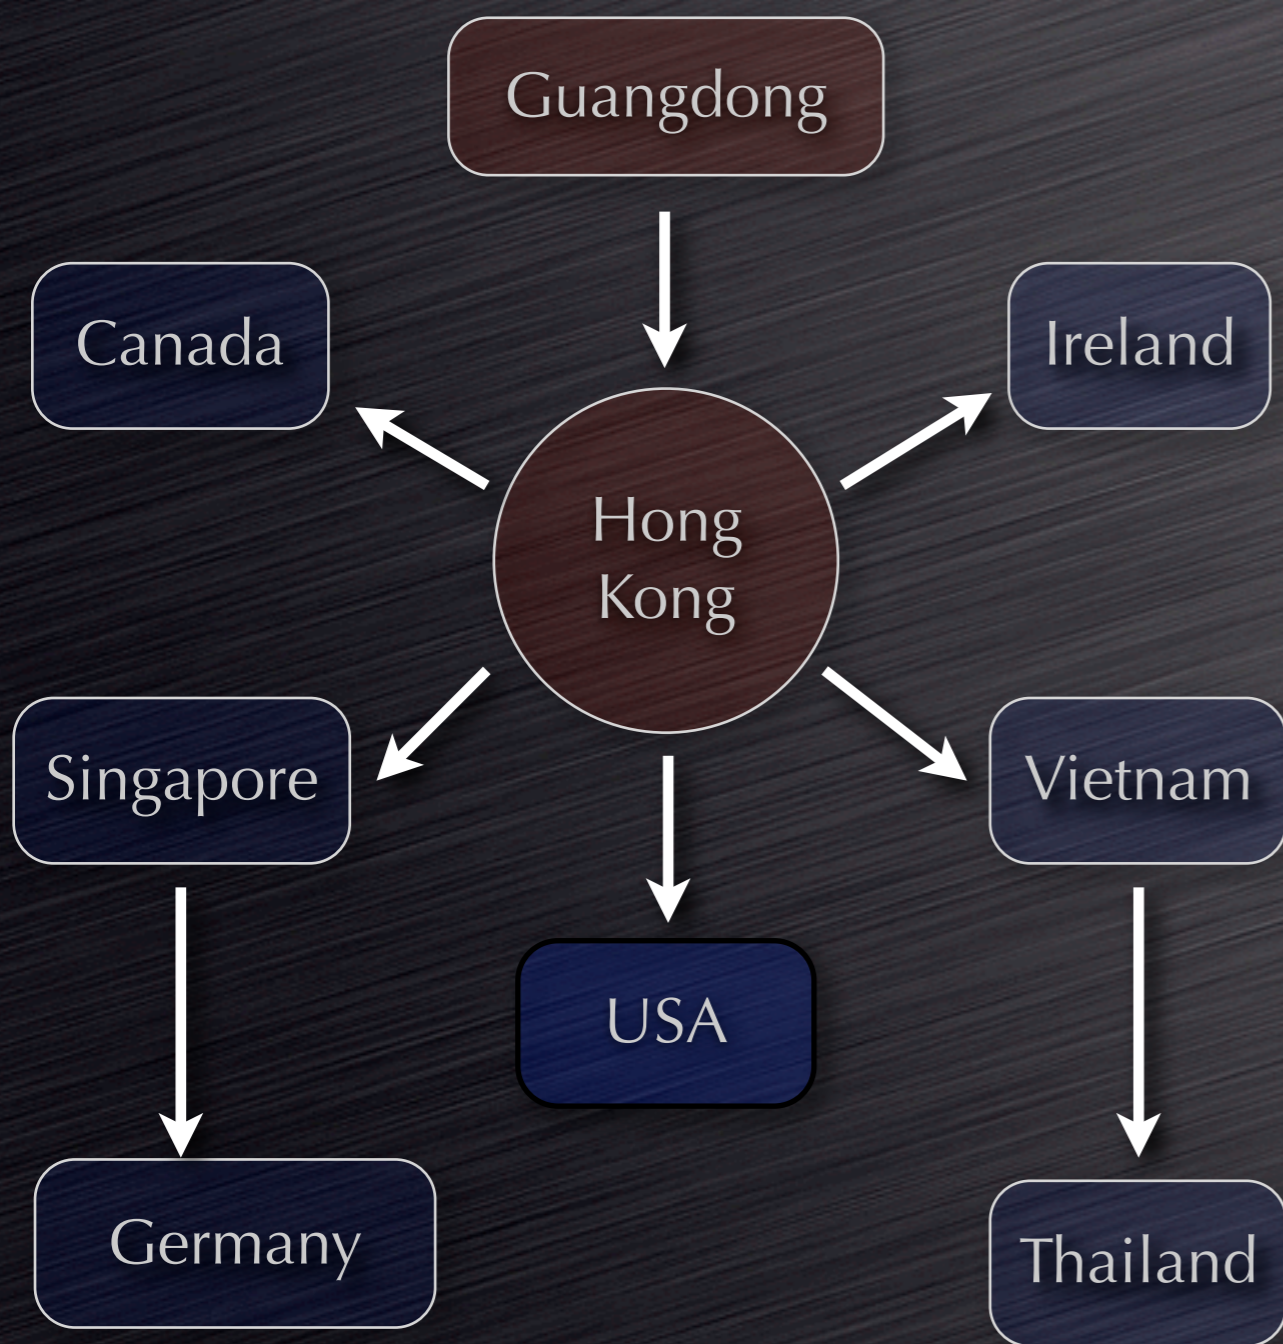 Guangdong
Canada
Ireland
Hong
Kong
Singapore
Vietnam
USA
Germany
Thailand